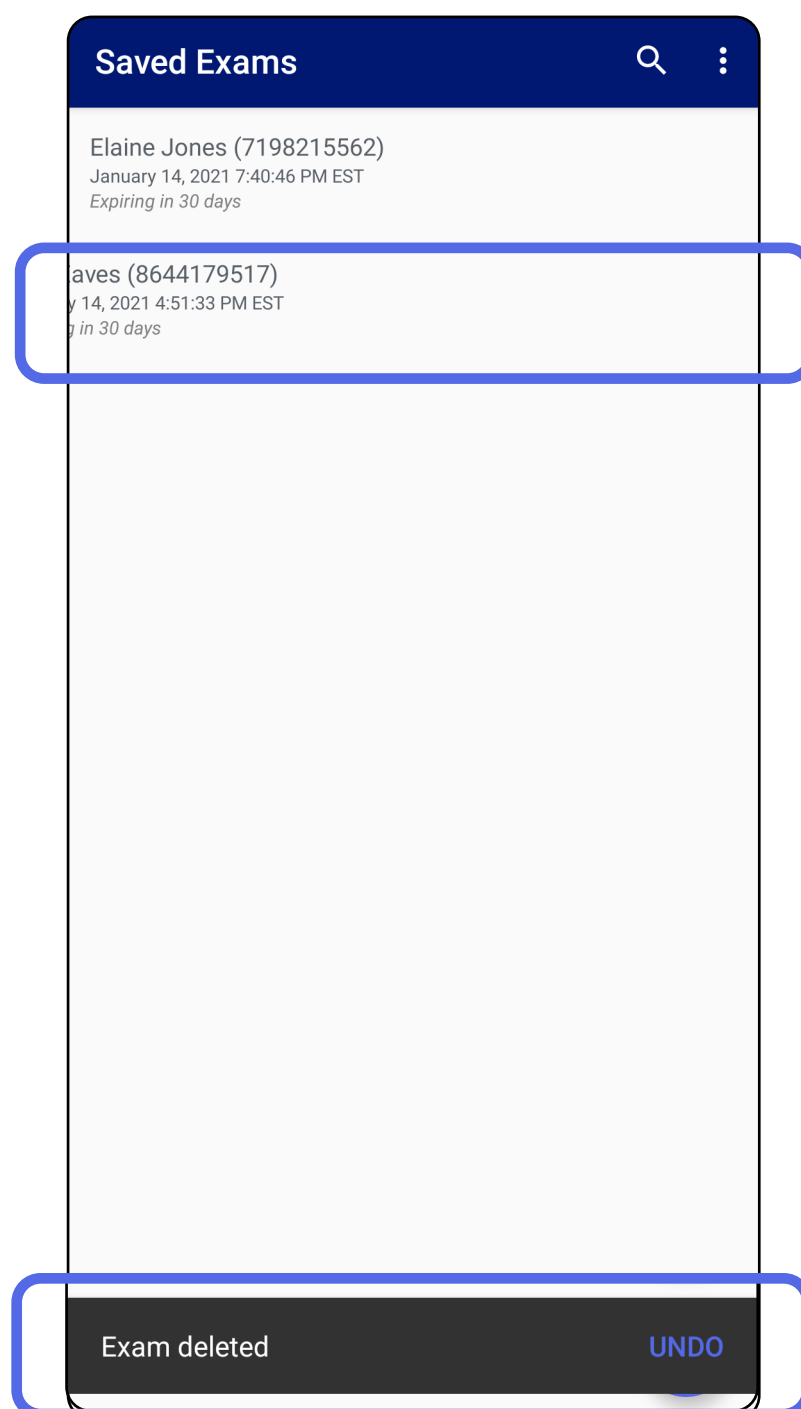 Saved Exams
Elaine Jones (7198215562)
January 14, 2021 7:40:46 PM EST
Expiring in 30 days
aves (8644179517)
y 14, 2021 4:51:33 PM EST
g in 30 days
Exam deleted UNDO